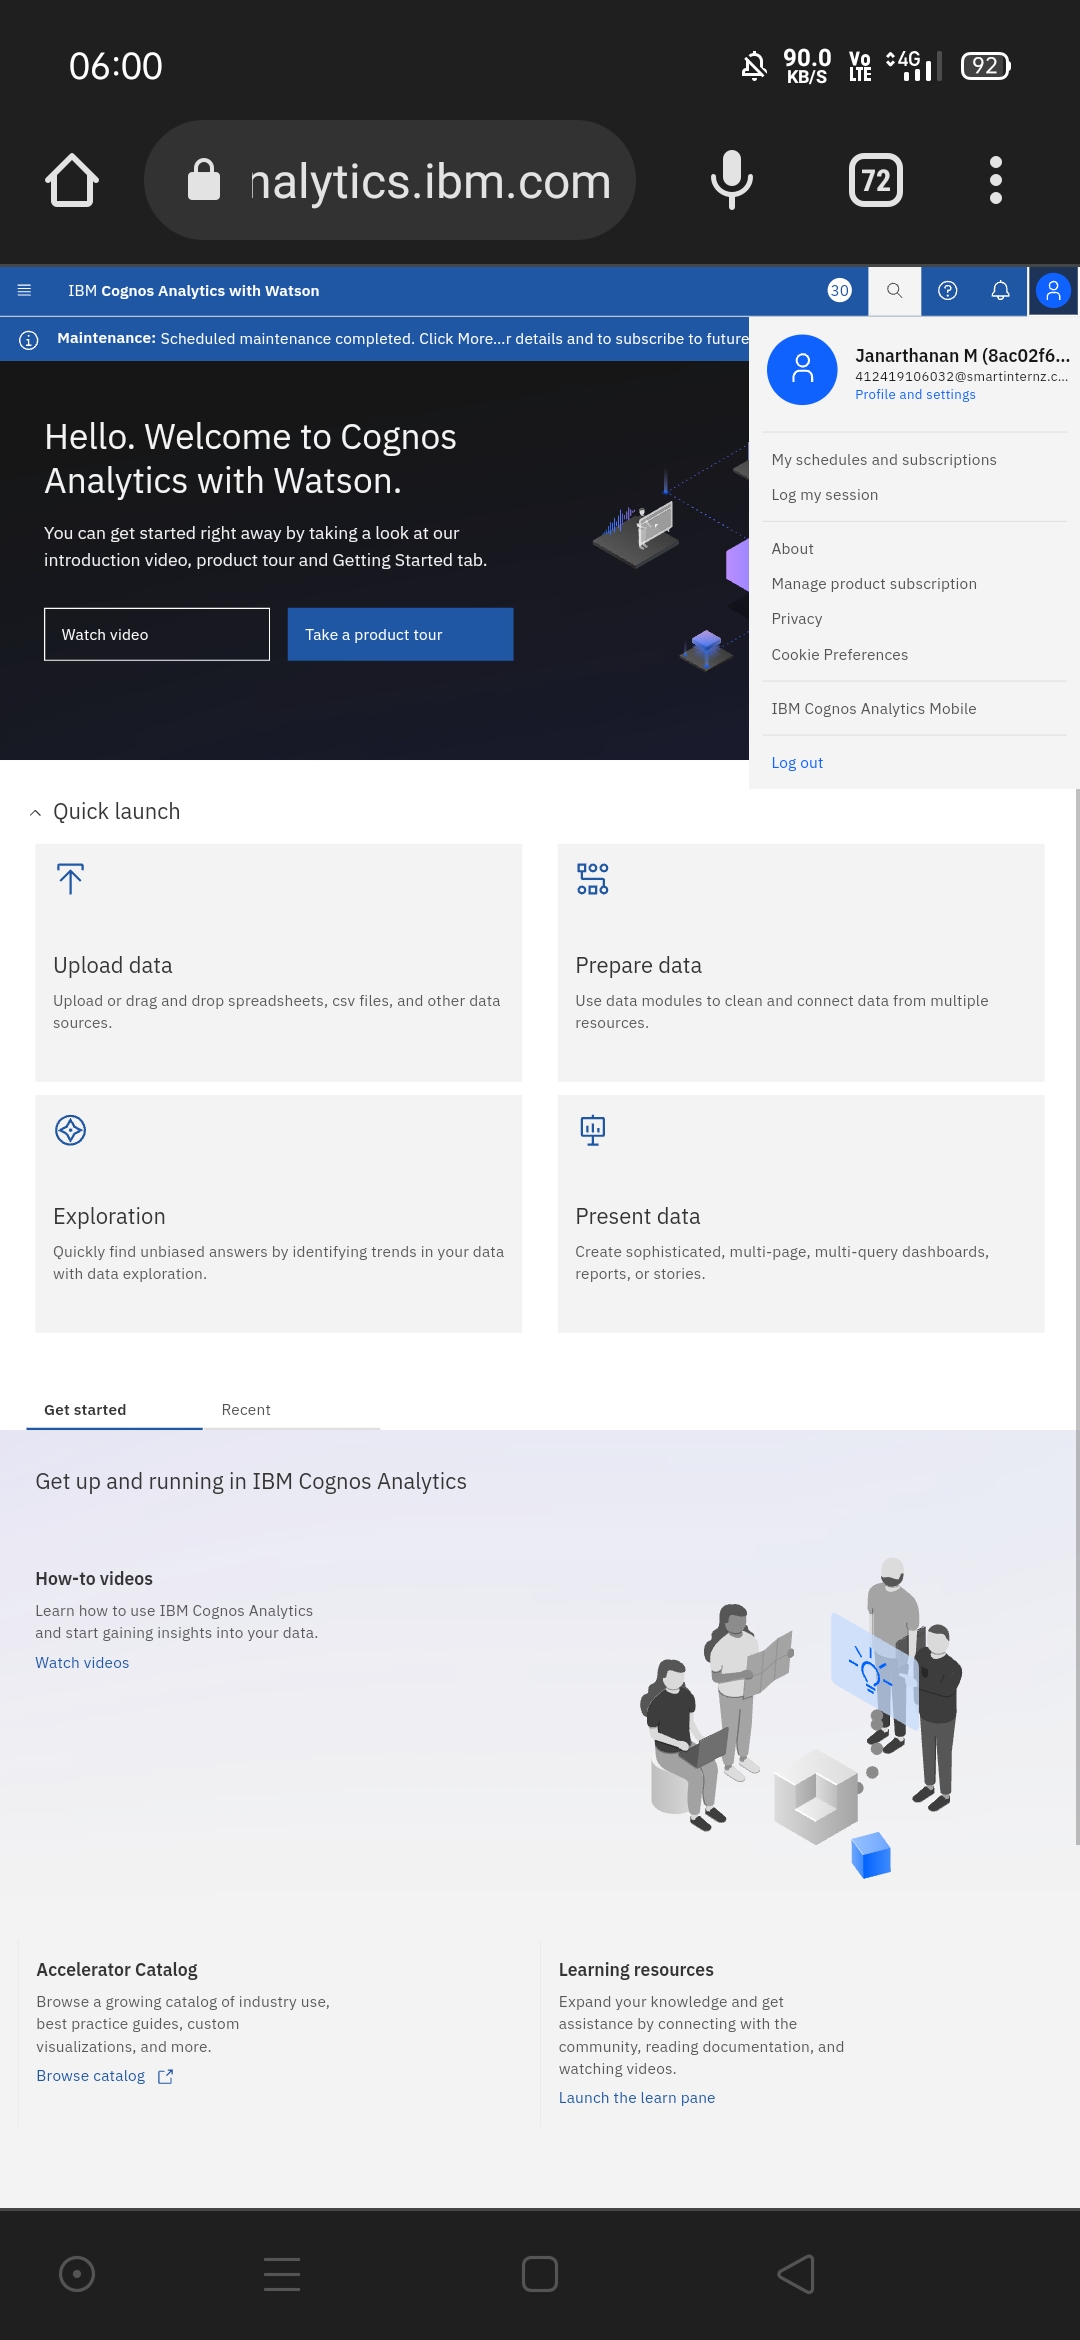 06:00
90.0
KB/S
Vo
LTE
4G
92
nalytics.ibm.com
72
IBM Cognos Analytics with Watson
30
Maintenance: Scheduled maintenance completed. Click More...r details and to subscribe to future
Janarthanan M (8ac02f6...
412419106032@smartinternz.c...
Profile and settings
My schedules and subscriptions
Log my session
About
Manage product subscription
Privacy
Cookie Preferences
IBM Cognos Analytics Mobile
Log out
Hello. Welcome to Cognos
Analytics with Watson.
You can get started right away by taking a look at our
introduction video, product tour and Getting Started tab.
Watch video
Take a product tour
Quick launch
Upload data
Upload or drag and drop spreadsheets, csv files, and other data
sources.
Prepare data
Use data modules to clean and connect data from multiple
resources.
Exploration
Quickly find unbiased answers by identifying trends in your data
with data exploration.
Present data
Create sophisticated, multi-page, multi-query dashboards,
reports, or stories.
Get started
Recent
Get up and running in IBM Cognos Analytics
How-to videos
Learn how to use IBM Cognos Analytics
and start gaining insights into your data.
Watch videos
Accelerator Catalog
Browse a growing catalog of industry use,
best practice guides, custom
visualizations, and more.
Browse catalog
Learning resources
Expand your knowledge and get
assistance by connecting with the
community, reading documentation, and
watching videos.
Launch the learn pane